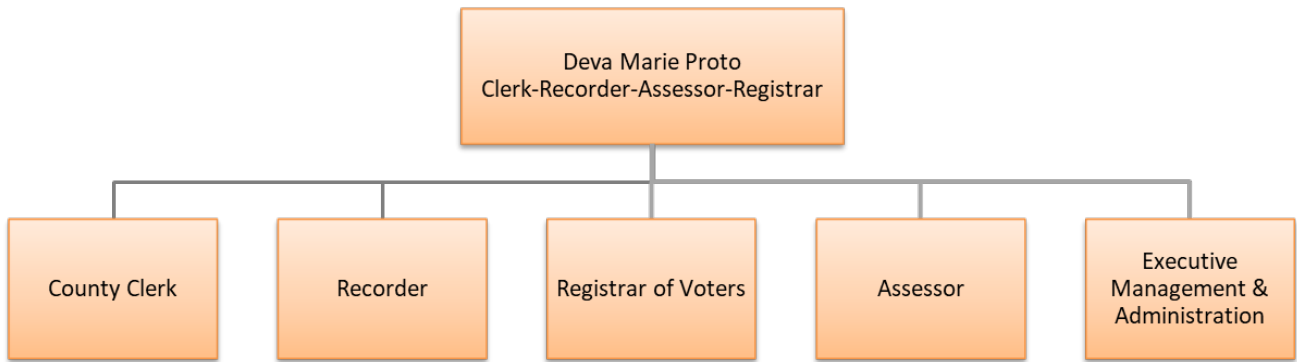 Deva Marie Proto
Clerk-Recorder-Assessor-Registrar
County Clerk
Recorder
Registrar of Voters
Assessor
Executive
Management &
Administration